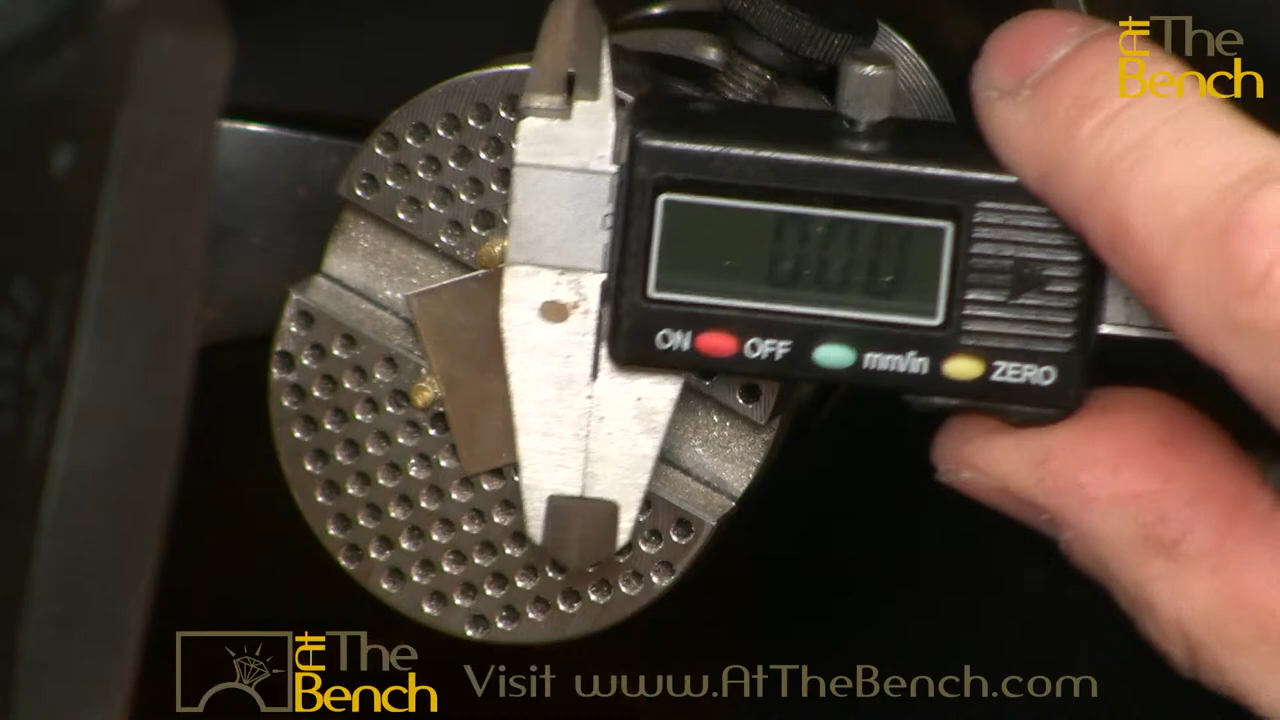 At The
Bench
ON OFF mm/in ZERO
At The
Bench
Visit www.AtTheBench.com